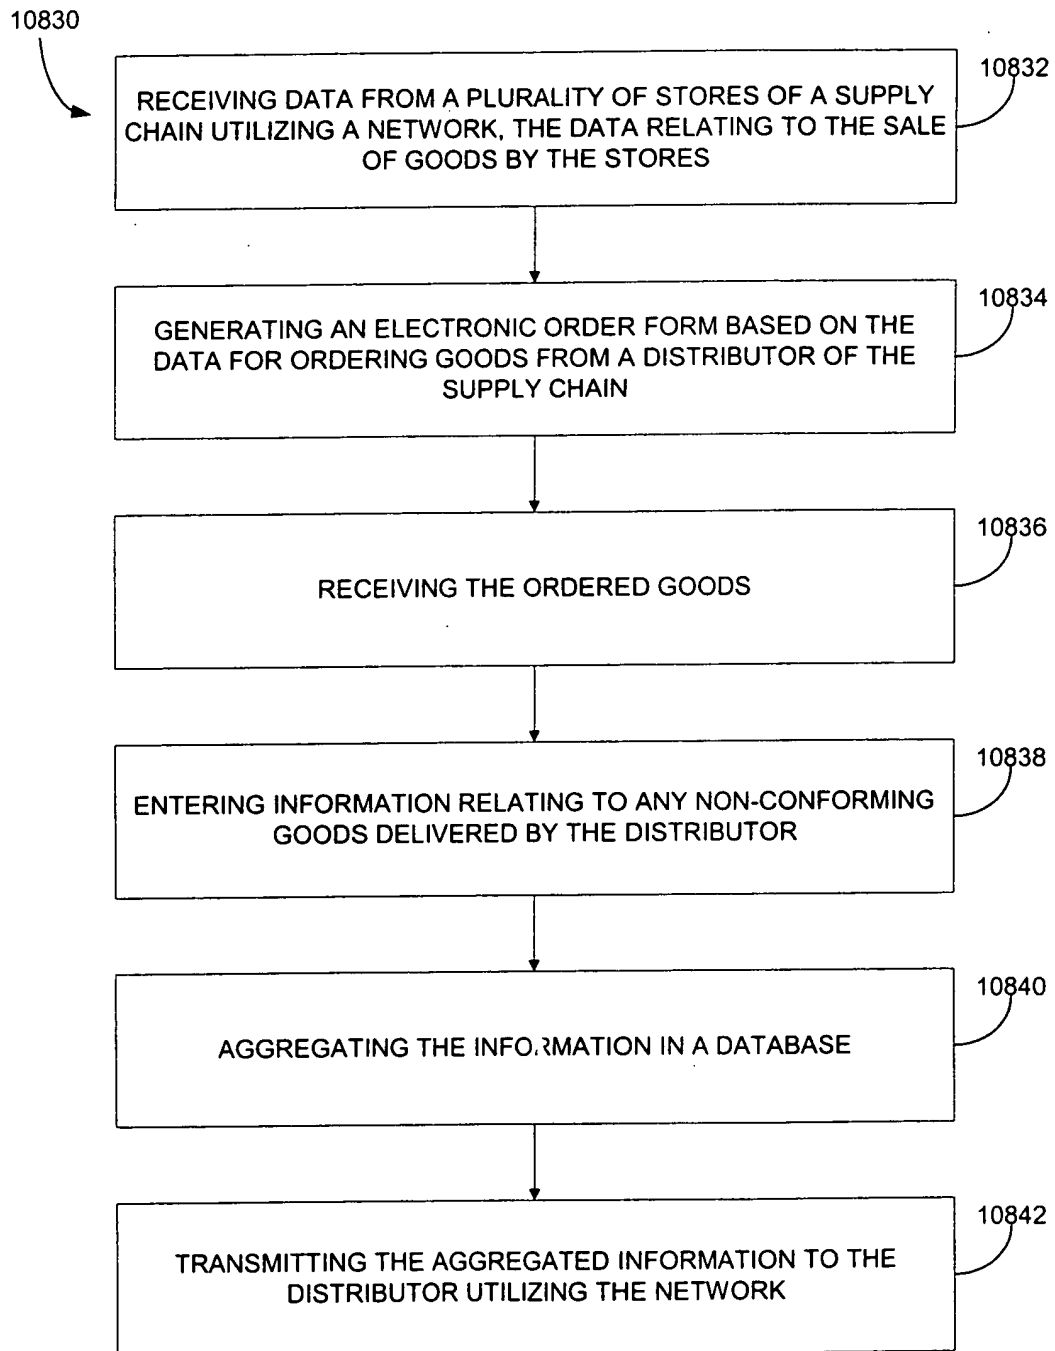 10830
10832
RECEIVING DATA FROM A PLURALITY OF STORES OF A SUPPLY
CHAIN UTILIZING A NETWORK, THE DATA RELATING TO THE SALE
OF GOODS BY THE STORES
10834
GENERATING AN ELECTRONIC ORDER FORM BASED ON THE
DATA FOR ORDERING GOODS FROM A DISTRIBUTOR OF THE
SUPPLY CHAIN
10836
RECEIVING THE ORDERED GOODS
10838
ENTERING INFORMATION RELATING TO ANY NON-CONFORMING
GOODS DELIVERED BY THE DISTRIBUTOR
10840
AGGREGATING THE INFORMATION IN A DATABASE
10842
TRANSMITTING THE AGGREGATED INFORMATION TO THE
DISTRIBUTOR UTILIZING THE NETWORK